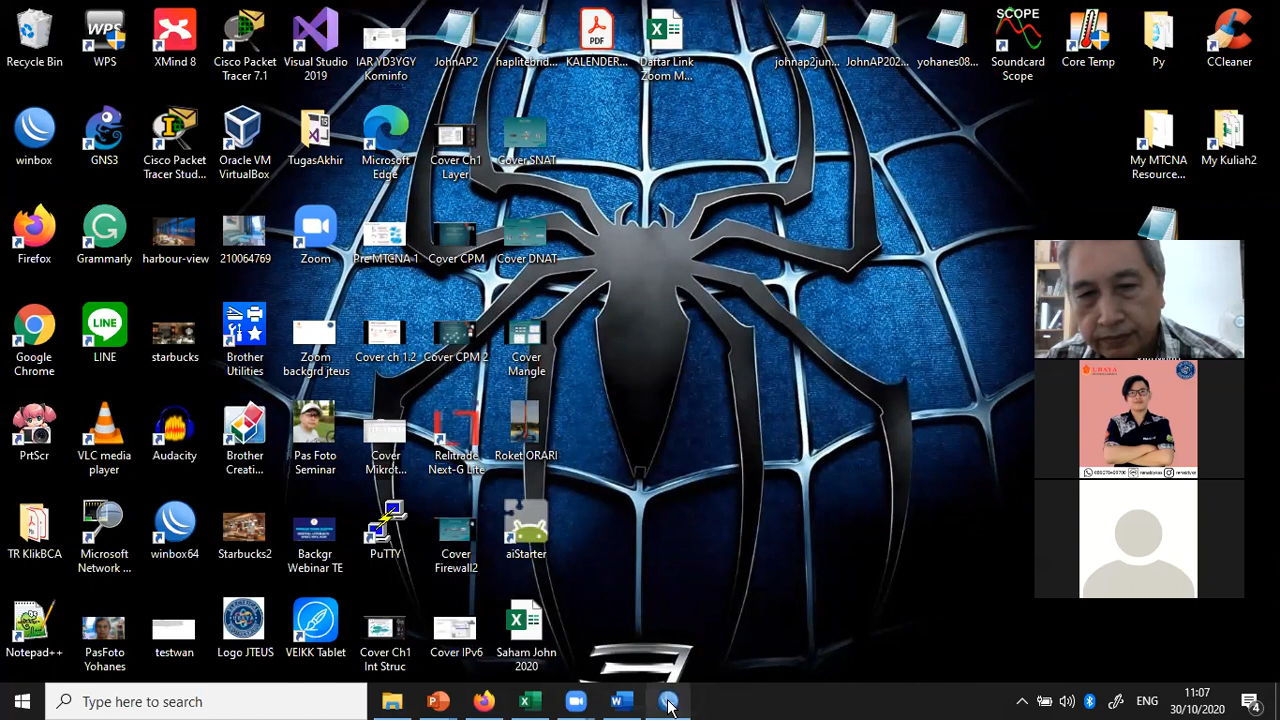 Recycle Bin
WPS
XMind 8
Cisco Packet
Tracer 7.1
Visual Studio
2019
IAR YD3YGY
Kominfo
JohnAP2
haplitebrid...
PDF
KALENDER...
Daftar Link
Zoom M...
johnap2jun...
JohnAP202...
yohanes08...
SCOPE
Soundcard
Scope
Core Temp
Py
CCleaner
winbox
GNS3
Cisco Packet
Tracer Stud...
Oracle VM
VirtualBox
TugasAkhir
Microsoft
Edge
Cover Ch1
Layer
Cover SNAT
My MTCNA
Resource...
My Kuliah2
Firefox
Grammarly
harbour-view
210064769
Zoom
Pre MTCNA 1
Cover CPM
Cover DNAT
Google
Chrome
LINE
LINE
starbucks
Brother
Utilities
Zoom
backgrd jteus
Cover ch 1.2
Cover CPM 2
Cover
Mangle
UBAYA
PrtScr
VLC media
player
Audacity
Brother
Creati...
Pas Foto
Seminar
Cover
Mikrot...
Relitrade
Next-G Lite
Roket ORARI
TR KlikBCA
Microsoft
Network ...
winbox64
Starbucks2
Backgr
Webinar TE
PuTTY
Cover
Firewall2
aiStarter
Notepad++
PasFoto
Yohanes
testwan
Logo JTEUS
VEIKK Tablet
Cover Ch1
Int Struc
Cover IPv6
Saham John
2020
3
Type here to search
ENG
11:07
30/10/2020
4